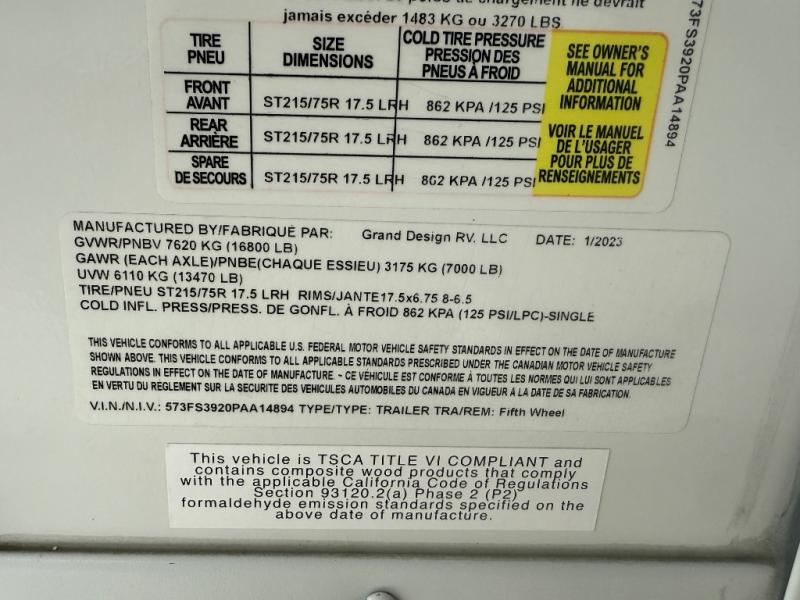 de chargement ne devrait
jamais excéder 1483 KG ou 3270 LBS
TIRE PNEU SIZE DIMENSIONS COLD TIRE PRESSURE PRESSION DES PNEUS À FROID
FRONT AVANT ST215/75R 17.5 LRH 862 KPA /125 PSI
REAR ARRIÈRE ST215/75R 17.5 LRH 862 KPA /125 PSI
SPARE DE SECOURS ST215/75R 17.5 LRH 862 KPA /125 PSI
SEE OWNER'S
MANUAL FOR
ADDITIONAL
INFORMATION
VOIR LE MANUEL
DE L'USAGER
POUR PLUS DE
RENSEIGNEMENTS
73FS3920PAA14894
MANUFACTURED BY/FABRIQUÉ PAR: Grand Design RV. LLC DATE: 1/2023
GVWR/PNBV 7620 KG (16800 LB)
GAWR (EACH AXLE)/PNBE(CHAQUE ESSIEU) 3175 KG (7000 LB)
UVW 6110 KG (13470 LB)
TIRE/PNEU ST215/75R 17.5 LRH RIMS/JANTE17.5x6.75 8-6.5
COLD INFL. PRESS/PRESS. DE GONFL. À FROID 862 KPA (125 PSI/LPC)-SINGLE
THIS VEHICLE CONFORMS TO ALL APPLICABLE U.S. FEDERAL MOTOR VEHICLE SAFETY STANDARDS IN EFFECT ON THE DATE OF MANUFACTURE
SHOWN ABOVE. THIS VEHICLE CONFORMS TO ALL APPLICABLE STANDARDS PRESCRIBED UNDER THE CANADIAN MOTOR VEHICLE SAFETY
REGULATIONS IN EFFECT ON THE DATE OF MANUFACTURE. - CE VÉHICULE EST CONFORME À TOUTES LES NORMES QUI LUI SONT APPLICABLES
EN VERTU DU REGLEMENT SUR LA SECURITE DES VEHICULES AUTOMOBILES DU CANADA EN VIGUEUR A LA DATE DE SA FABRICATION.
V.I.N./N.I.V.: 573FS3920PAA14894 TYPE/TYPE: TRAILER TRA/REM: Fifth Wheel
This vehicle is TSCA TITLE VI COMPLIANT and
contains composite wood products that comply
with the applicable California Code of Regulations
Section 93120.2(a) Phase 2 (P2)
formaldehyde emission standards specified on the
above date of manufacture.